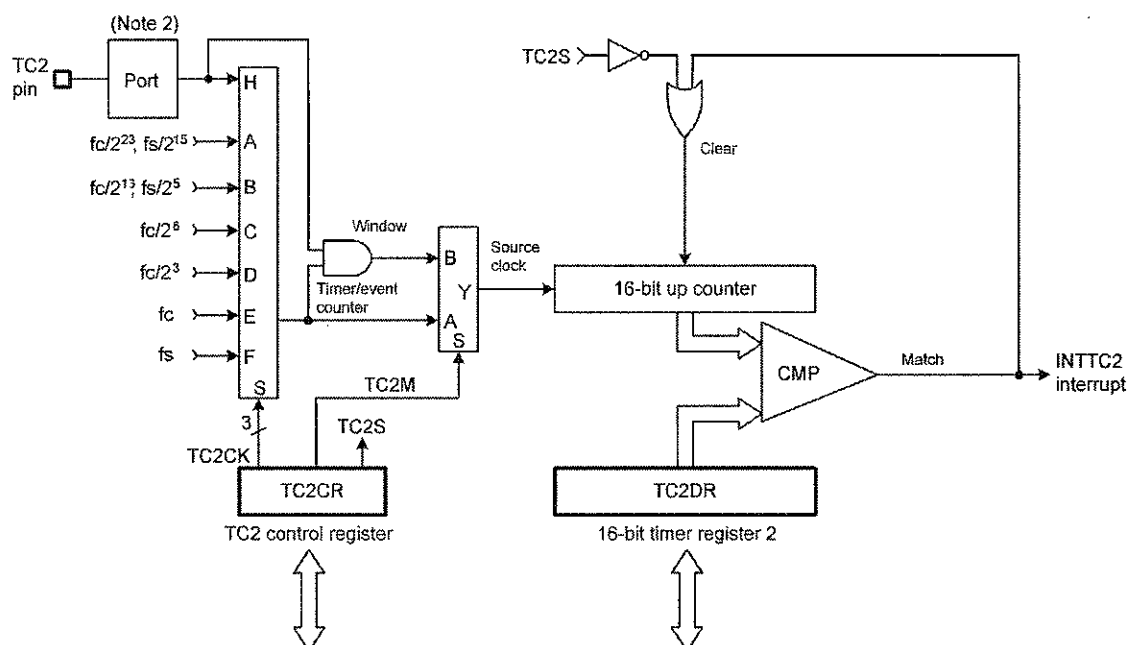 (Note 2)
TC2
pin
Port
H
fc/2²³, fs/2¹⁵
A
fc/2¹³, fs/2⁵
B
fc/2⁶
C
fc/2³
D
fc
E
fs
F
S
3
TC2CK
Window
Timer/event
counter
B
Y
A
S
TC2M
TC2S
TC2CR
TC2 control register
TC2S
Clear
Source
clock
16-bit up counter
CMP
Match
INTTC2
interrupt
TC2DR
16-bit timer register 2